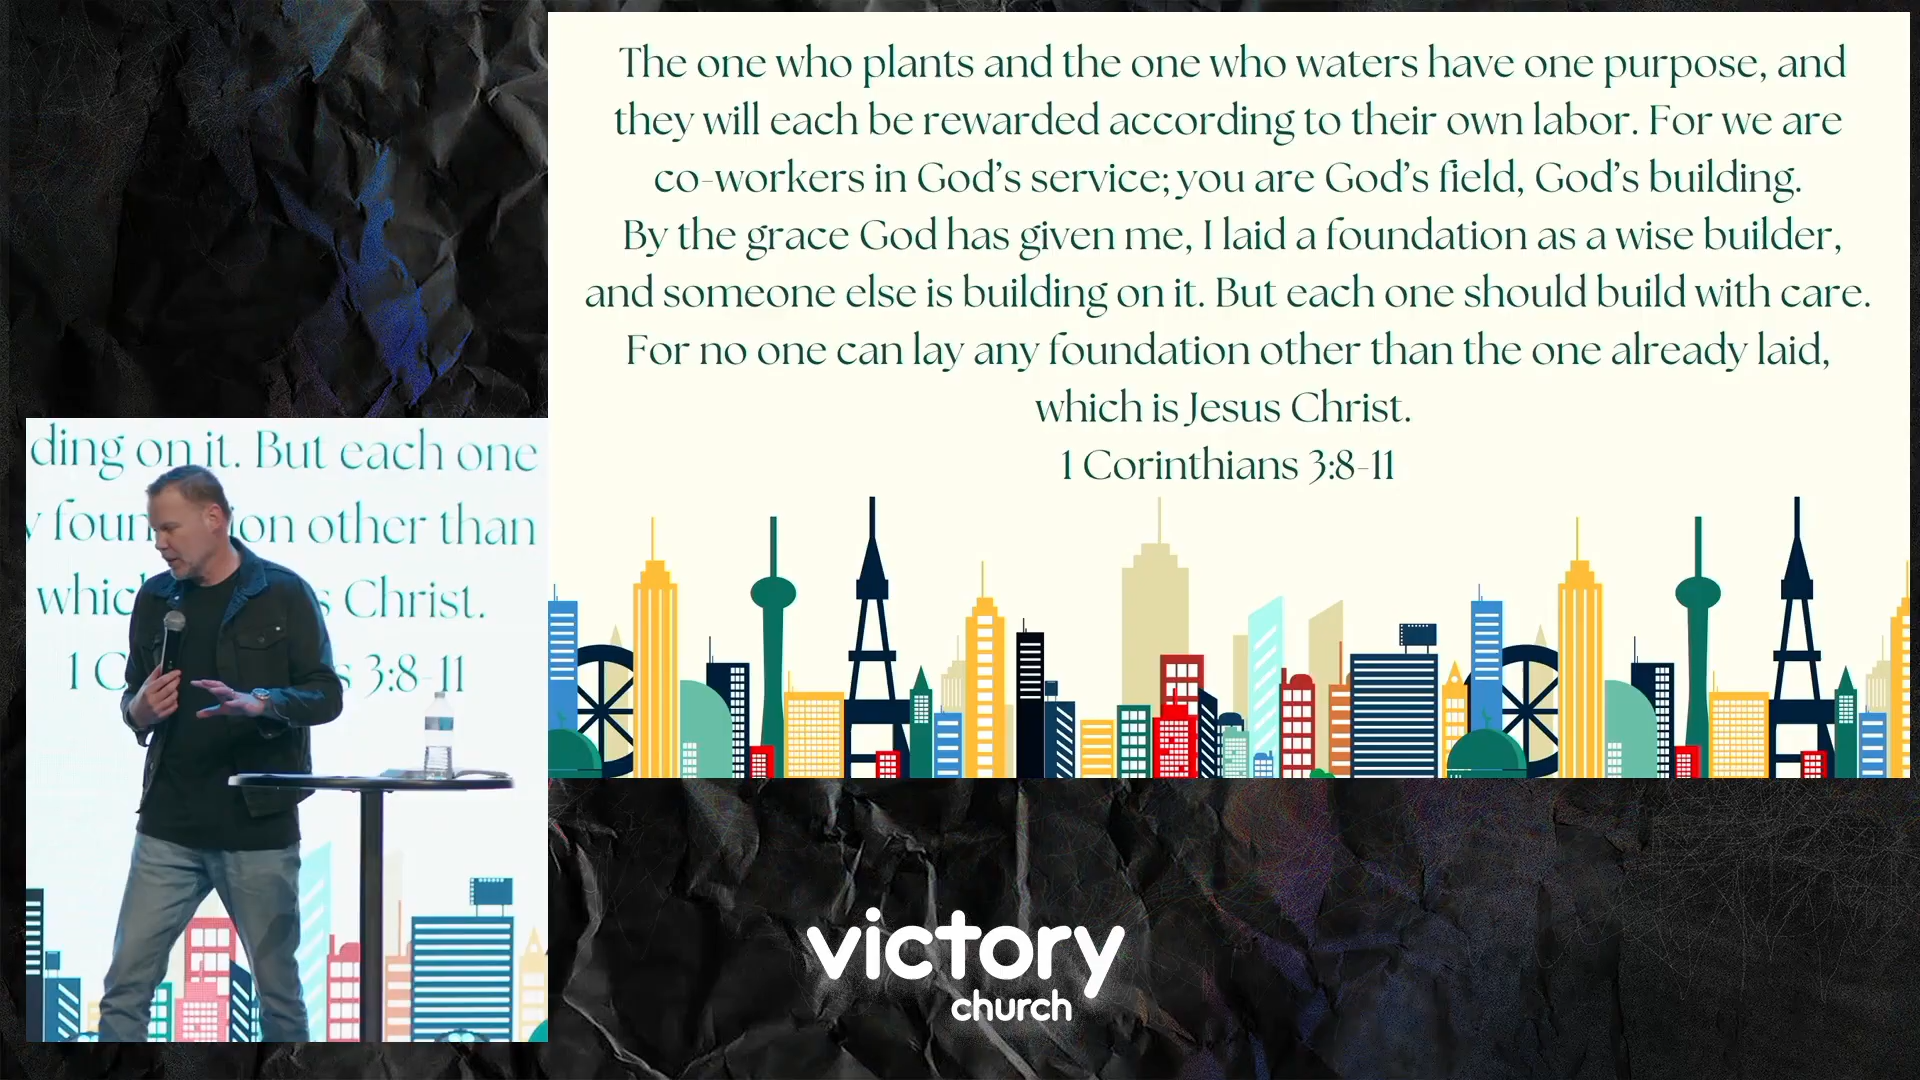 The one who plants and the one who waters have one purpose, and
they will each be rewarded according to their own labor. For we are
co-workers in God's service; you are God's field, God's building.
By the grace God has given me, I laid a foundation as a wise builder,
and someone else is building on it. But each one should build with care.
For no one can lay any foundation other than the one already laid,
which is Jesus Christ.
1 Corinthians 3:8-11
ding on it. But each one
y foun ion other than
whic s Christ.
1 C s 3:8-11
victory
church